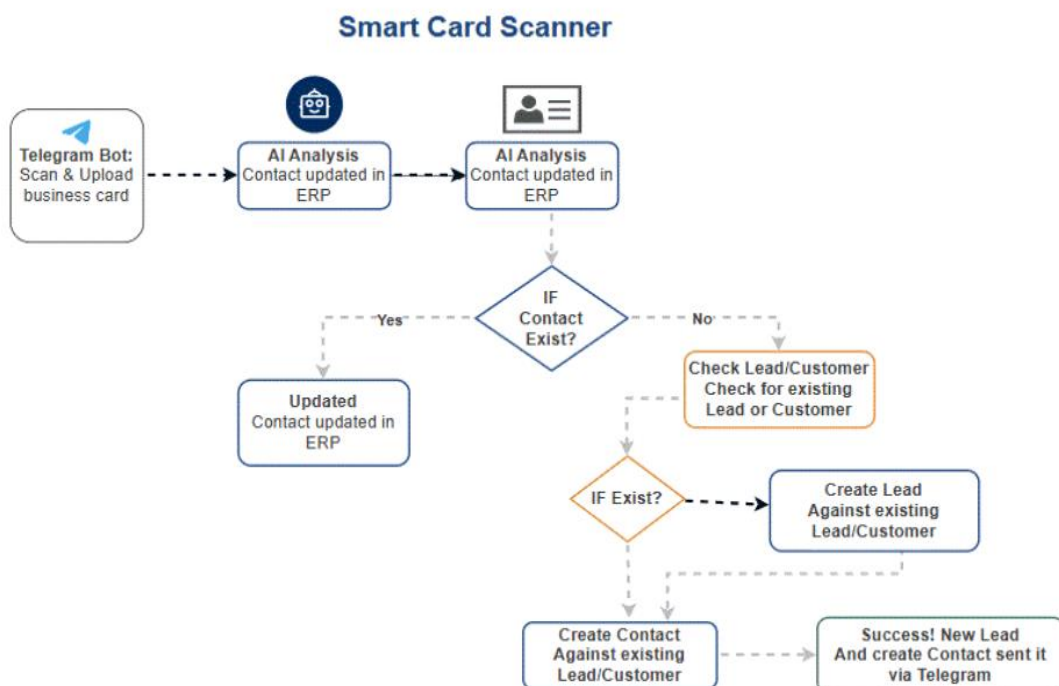 Smart Card Scanner
Telegram Bot:
Scan & Upload
business card
AI Analysis
Contact updated in
ERP
AI Analysis
Contact updated in
ERP
IF
Contact
Exist?
Yes
No
Updated
Contact updated in
ERP
Check Lead/Customer
Check for existing
Lead or Customer
IF Exist?
Create Lead
Against existing
Lead/Customer
Create Contact
Against existing
Lead/Customer
Success! New Lead
And create Contact sent it
via Telegram